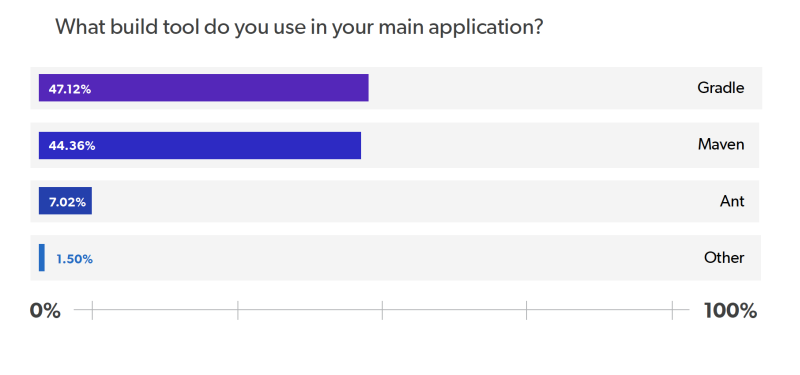 What build tool do you use in your main application?
47.12% Gradle
44.36% Maven
7.02% Ant
1.50% Other
0% 100%